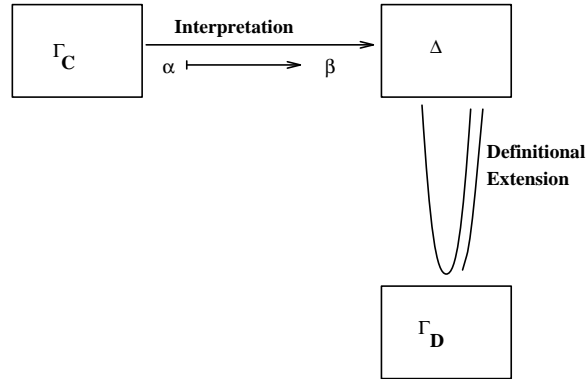 Interpretation
Γ_C
Δ
α ⟼ β
Definitional
Extension
Γ_D